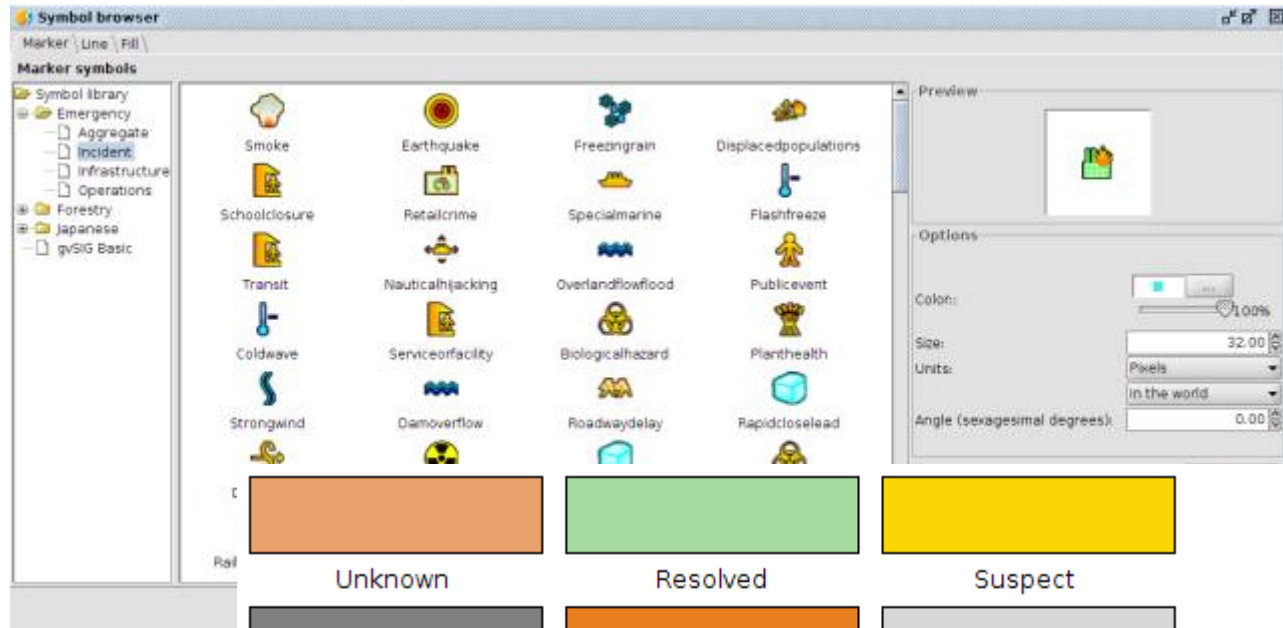 Symbol browser
Marker Line Fill
Marker symbols
Symbol library
Emergency
Aggregate
Incident
Infrastructure
Operations
Forestry
Japanese
gvSIG Basic
Smoke Earthquake Freezingrain Displacedpopulations
Schoolclosure Retailcrime Specialmarine Flashfreeze
Transit Nauticalhijacking Overlandflowflood Publicevent
Coldwave Serviceorfacility Biologicalhazard Planthealth
Strongwind Damoverflow Roadwaydelay Rapidcloselead
Rail
Preview
Options
Color::
...
100%
Size: 32.00
Units: Pixels
in the world
Angle (sexagesimal degrees): 0.00
Unknown Resolved Suspect